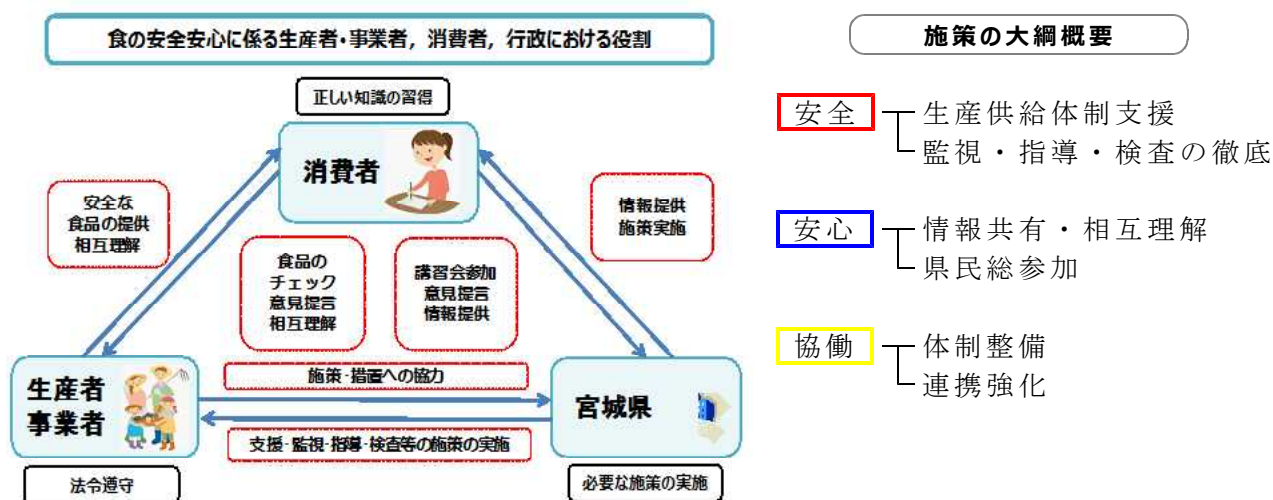 食の安全安心に係る生産者・事業者，消費者，行政における役割
正しい知識の習得
消費者
安全な
食品の提供
相互理解
情報提供
施策実施
食品の
チェック
意見提言
相互理解
講習会参加
意見提言
情報提供
施策・措置への協力
生産者
事業者
宮城県
支援・監視・指導・検査等の施策の実施
法令遵守
必要な施策の実施
施策の大綱概要
安全
生産供給体制支援
監視・指導・検査の徹底
安心
情報共有・相互理解
県民総参加
協働
体制整備
連携強化